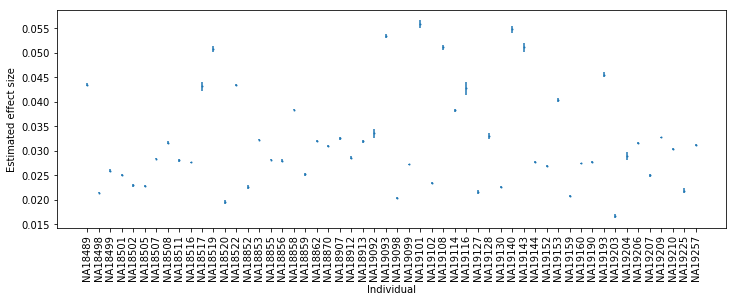 0.055
0.050
0.045
0.040
0.035
0.030
0.025
0.020
0.015
Estimated effect size
NA18489
NA18498
NA18499
NA18501
NA18502
NA18505
NA18507
NA18508
NA18511
NA18516
NA18517
NA18519
NA18520
NA18522
NA18852
NA18853
NA18855
NA18856
NA18858
NA18859
NA18862
NA18870
NA18907
NA18912
NA18913
NA19092
NA19093
NA19098
NA19099
NA19101
NA19102
NA19108
NA19114
NA19116
NA19127
NA19128
NA19130
NA19140
NA19143
NA19144
NA19152
NA19153
NA19159
NA19160
NA19190
NA19193
NA19203
NA19204
NA19206
NA19207
NA19209
NA19210
NA19225
NA19257
Individual